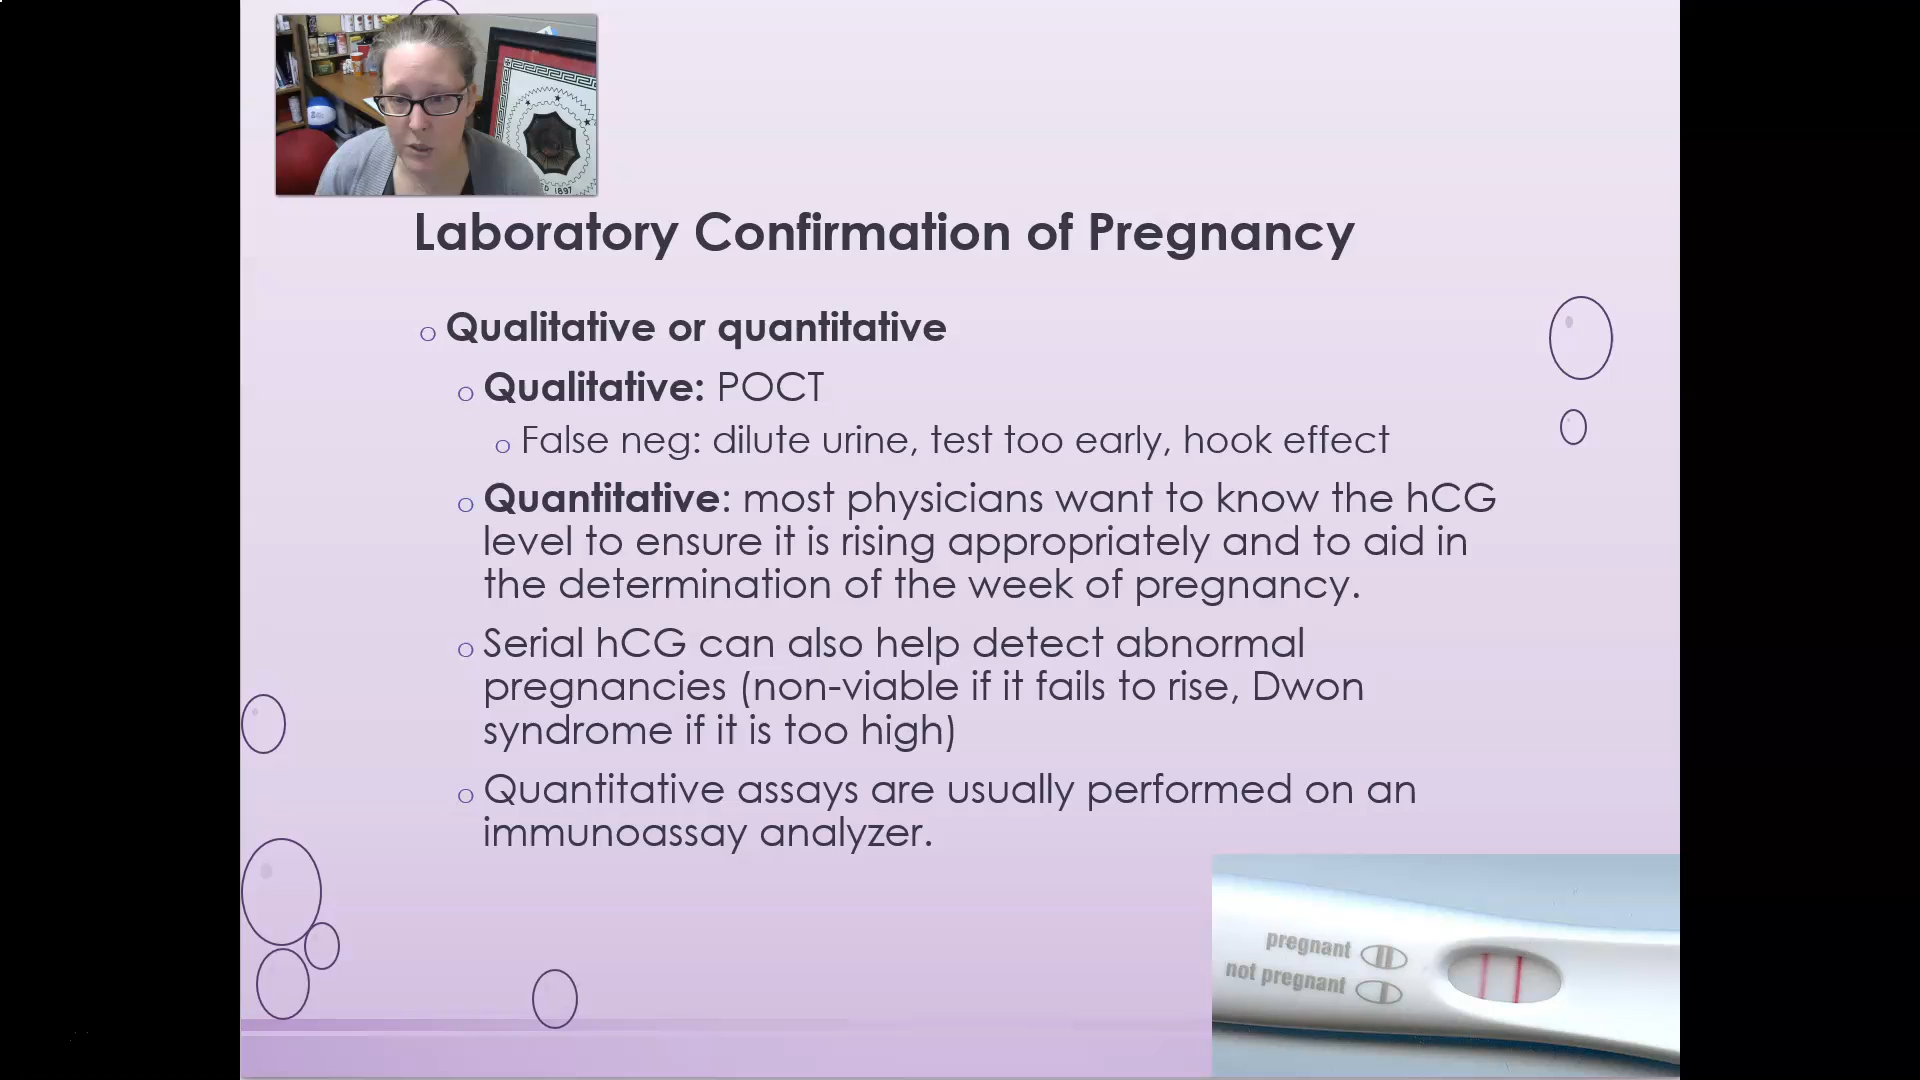 D 1897
Laboratory Confirmation of Pregnancy
Qualitative or quantitative
Qualitative: POCT
False neg: dilute urine, test too early, hook effect
Quantitative: most physicians want to know the hCG
level to ensure it is rising appropriately and to aid in
the determination of the week of pregnancy.
Serial hCG can also help detect abnormal
pregnancies (non-viable if it fails to rise, Dwon
syndrome if it is too high)
Quantitative assays are usually performed on an
immunoassay analyzer.
pregnant
not pregnant